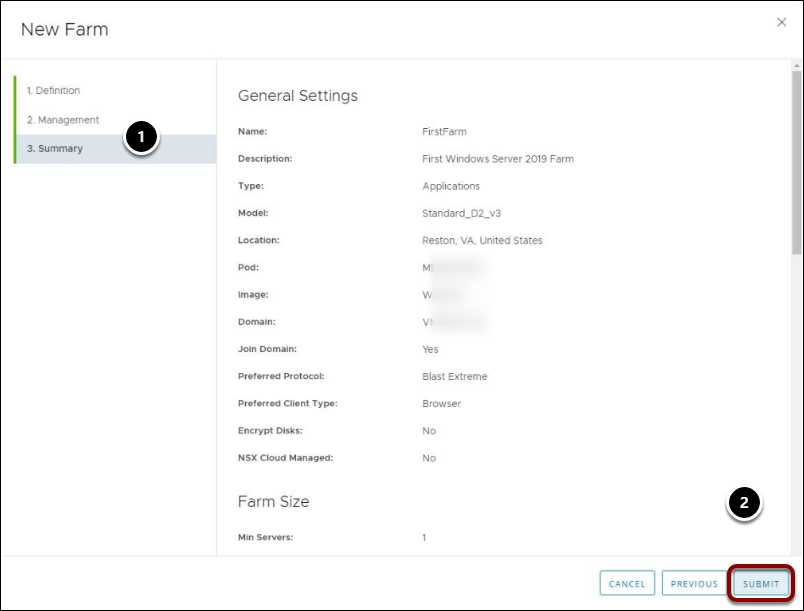 New Farm
1. Definition
2. Management
3. Summary
1
General Settings
Name: FirstFarm
Description: First Windows Server 2019 Farm
Type: Applications
Model: Standard_D2_v3
Location: Reston, VA, United States
Pod:
Image:
Domain:
Join Domain: Yes
Preferred Protocol: Blast Extreme
Preferred Client Type: Browser
Encrypt Disks: No
NSX Cloud Managed: No
Farm Size
2
Min Servers: 1
CANCEL PREVIOUS SUBMIT